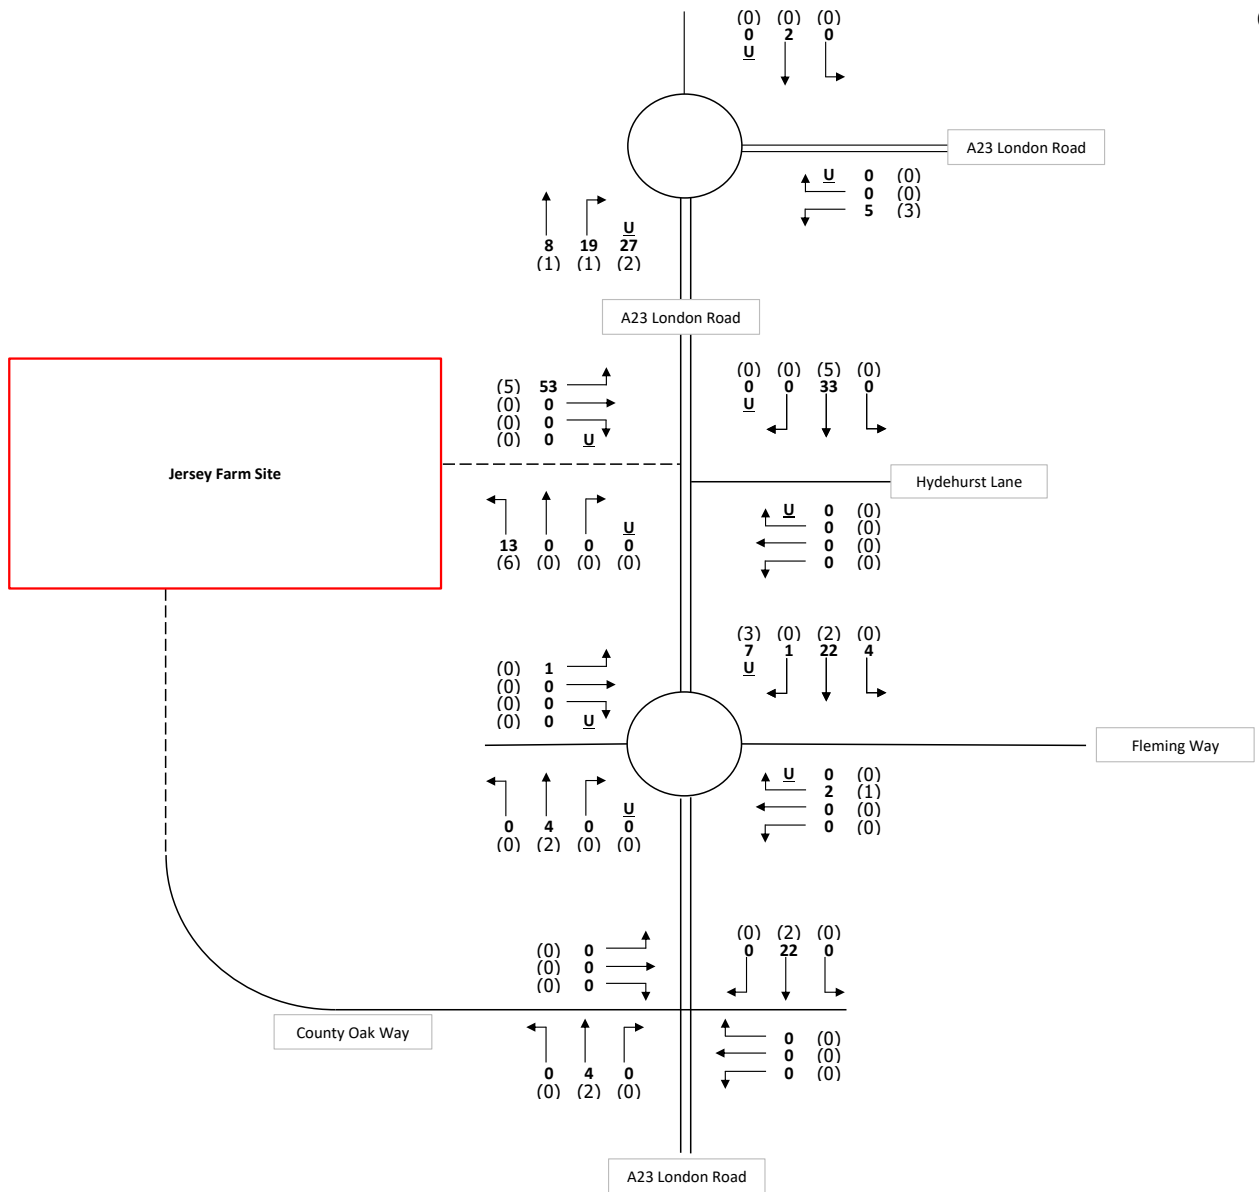 (0) (0) (0)
0 2 0
U
A23 London Road
U 0 (0)
0 (0)
5 (3)
U
8 19 27
(1) (1) (2)
A23 London Road
(5) 53
(0) 0
(0) 0
(0) 0 U
(0) (0) (5) (0)
0 0 33 0
U
Jersey Farm Site
Hydehurst Lane
U
13 0 0 0
(6) (0) (0) (0)
U 0 (0)
0 (0)
0 (0)
0 (0)
(3) (0) (2) (0)
7 1 22 4
U
(0) 1
(0) 0
(0) 0
(0) 0 U
Fleming Way
U
0 4 0 0
(0) (2) (0) (0)
U 0 (0)
2 (1)
0 (0)
0 (0)
(0) 0
(0) 0
(0) 0
(0) (2) (0)
0 22 0
County Oak Way
0 4 0
(0) (2) (0)
0 (0)
0 (0)
0 (0)
A23 London Road